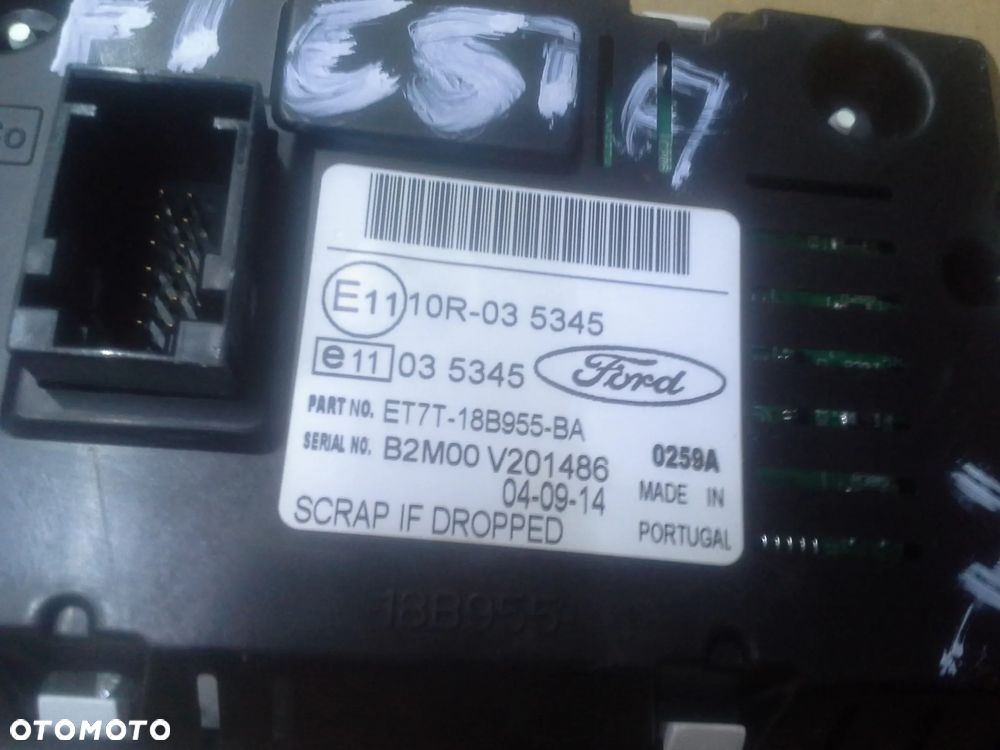 FIESTA
E11 10R-03 5345
e11 03 5345 Ford
PART NO. ET7T-18B955-BA
SERIAL NO. B2M00 V201486 0259A
04-09-14 MADE IN
SCRAP IF DROPPED PORTUGAL
18B955
OTOMOTO